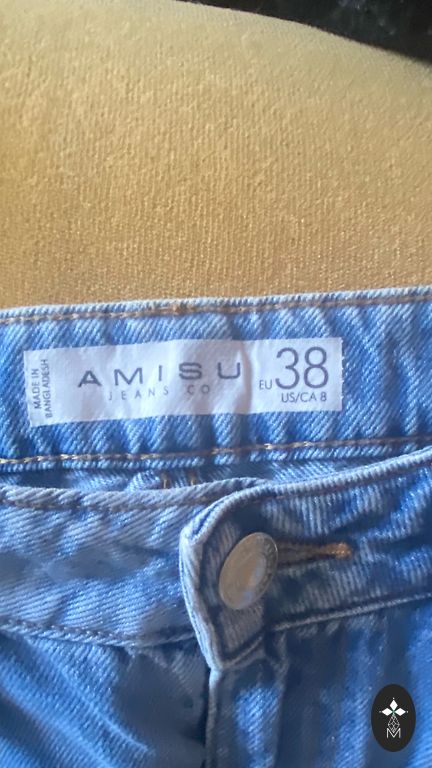 MADE IN
BANGLADESH
AMISU
JEANS CO
EU 38
US/CA 8
M